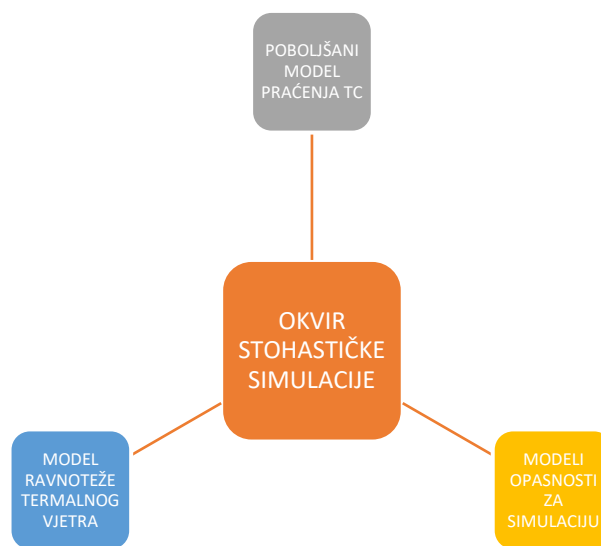 POBOLJŠANI
MODEL
PRAĆENJA TC
OKVIR
STOHASTIČKE
SIMULACIJE
MODEL
RAVNOTEŽE
TERMALNOG
VJETRA
MODELI
OPASNOSTI
ZA
SIMULACIJU